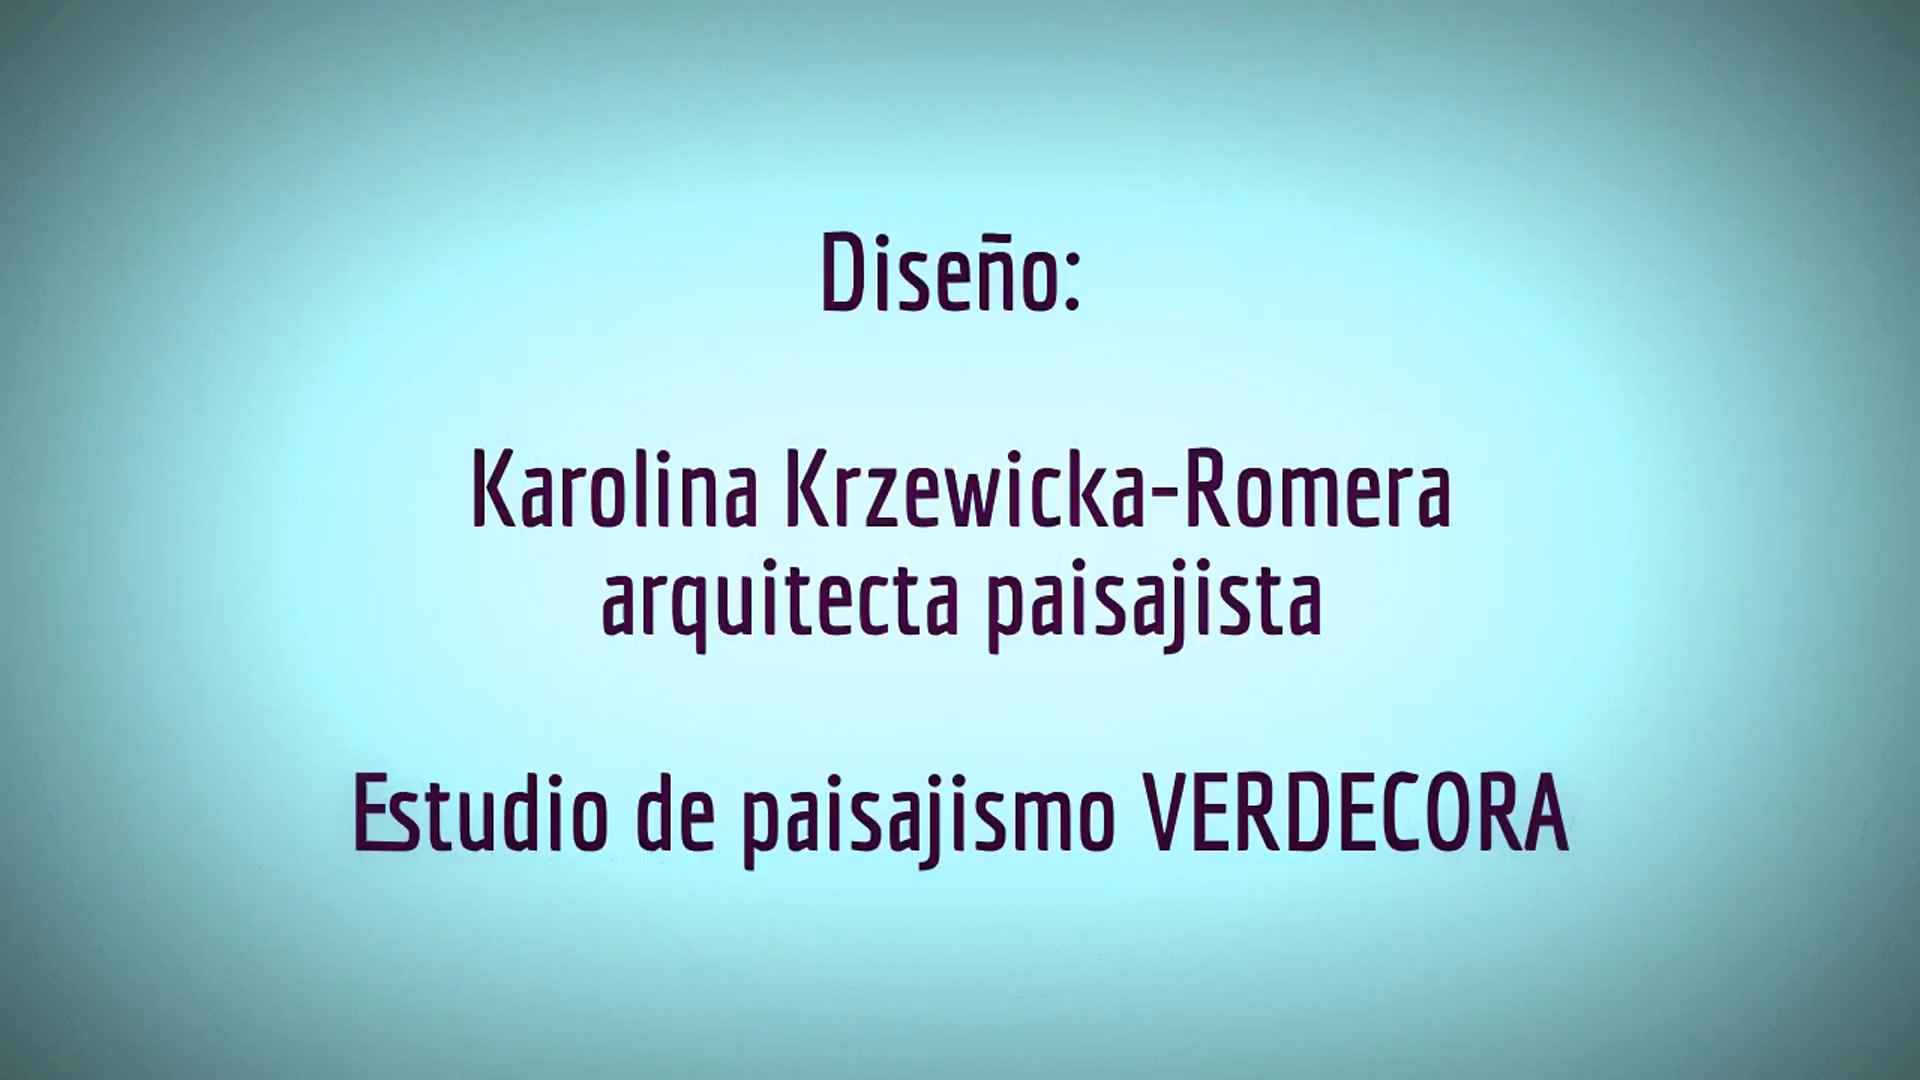 Diseño:
Karolina Krzewicka-Romera
arquitecta paisajista
Estudio de paisajismo VERDECORA